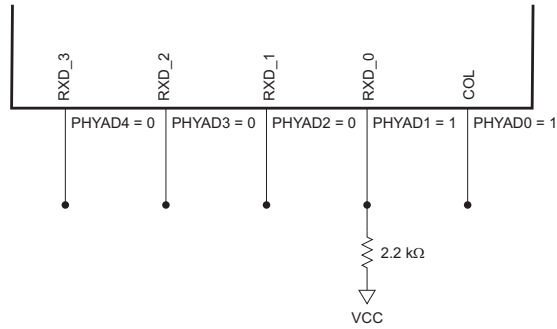 RXD_3
RXD_2
RXD_1
RXD_0
COL
PHYAD4 = 0
PHYAD3 = 0
PHYAD2 = 0
PHYAD1 = 1
PHYAD0 = 1
2.2 kΩ
VCC